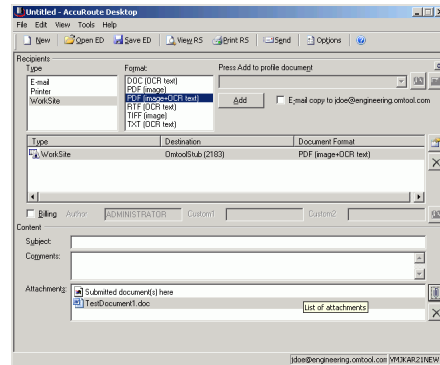 Untitled - AccuRoute Desktop
File Edit View Tools Help
New Open ED Save ED View RS Print RS Send Options
Recipients
Type Format: Press Add to profile document
E-mail
Printer
WorkSite
DOC (OCR text)
PDF (image)
PDF (image+OCR text)
RTF (OCR text)
TIFF (image)
TXT (OCR text)
Add E-mail copy to jdoe@engineering.omtool.com
Type Destination Document Format
WorkSite OmtoolStub (2183) PDF (image+OCR text)
Billing Author ADMINISTRATOR Custom1 Custom2
Content
Subject:
Comments:
Attachments: Submitted document(s) here
TestDocument1.doc
List of attachments
jdoe@engineering.omtool.com VMJKAR21NEW